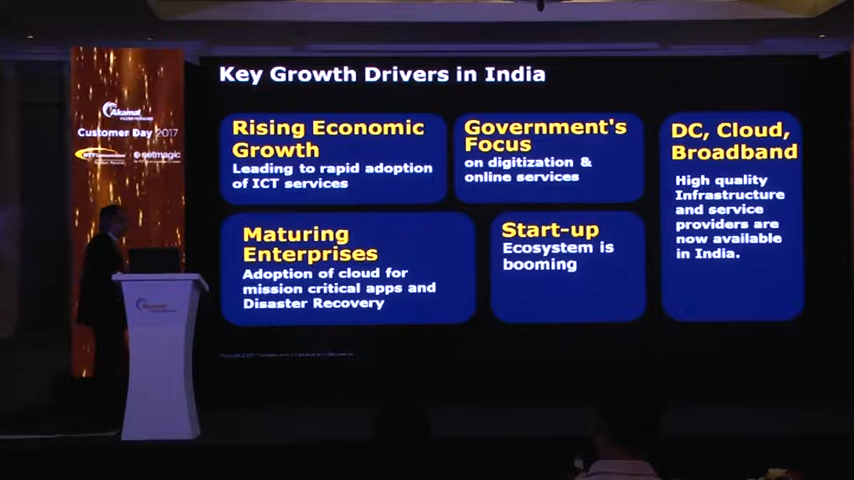 Key Growth Drivers in India
Akamai
Customer Day 2017
netmagic
Rising Economic
Growth
Leading to rapid adoption
of ICT services
Government's
Focus
on digitization &
online services
DC, Cloud,
Broadband
High quality
Infrastructure
and service
providers are
now available
in India.
Maturing
Enterprises
Adoption of cloud for
mission critical apps and
Disaster Recovery
Start-up
Ecosystem is
booming
Akamai